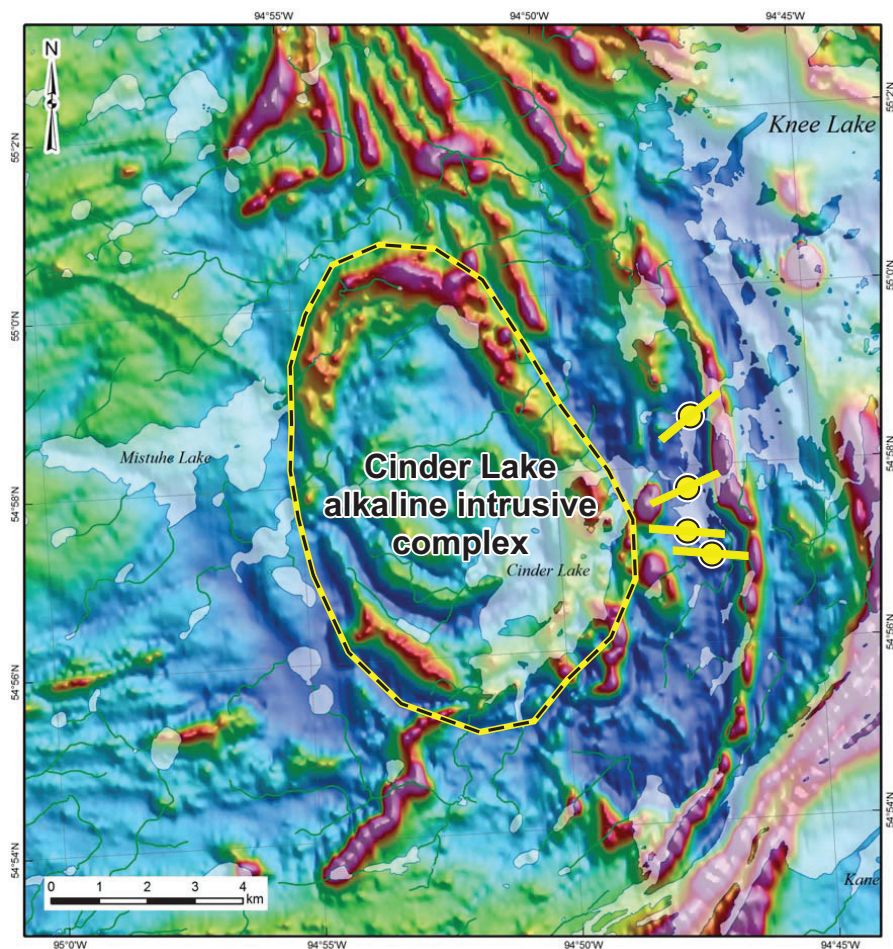 94°55'W
94°50'W
94°45'W
N
55°2'N
55°2'N
Knee Lake
55°0'N
55°0'N
Mistuhe Lake
Cinder Lake
alkaline intrusive
complex
54°58'N
54°58'N
Cinder Lake
54°56'N
54°56'N
54°54'N
54°54'N
Kane
0 1 2 3 4
km
95°0'W
94°55'W
94°50'W
94°45'W